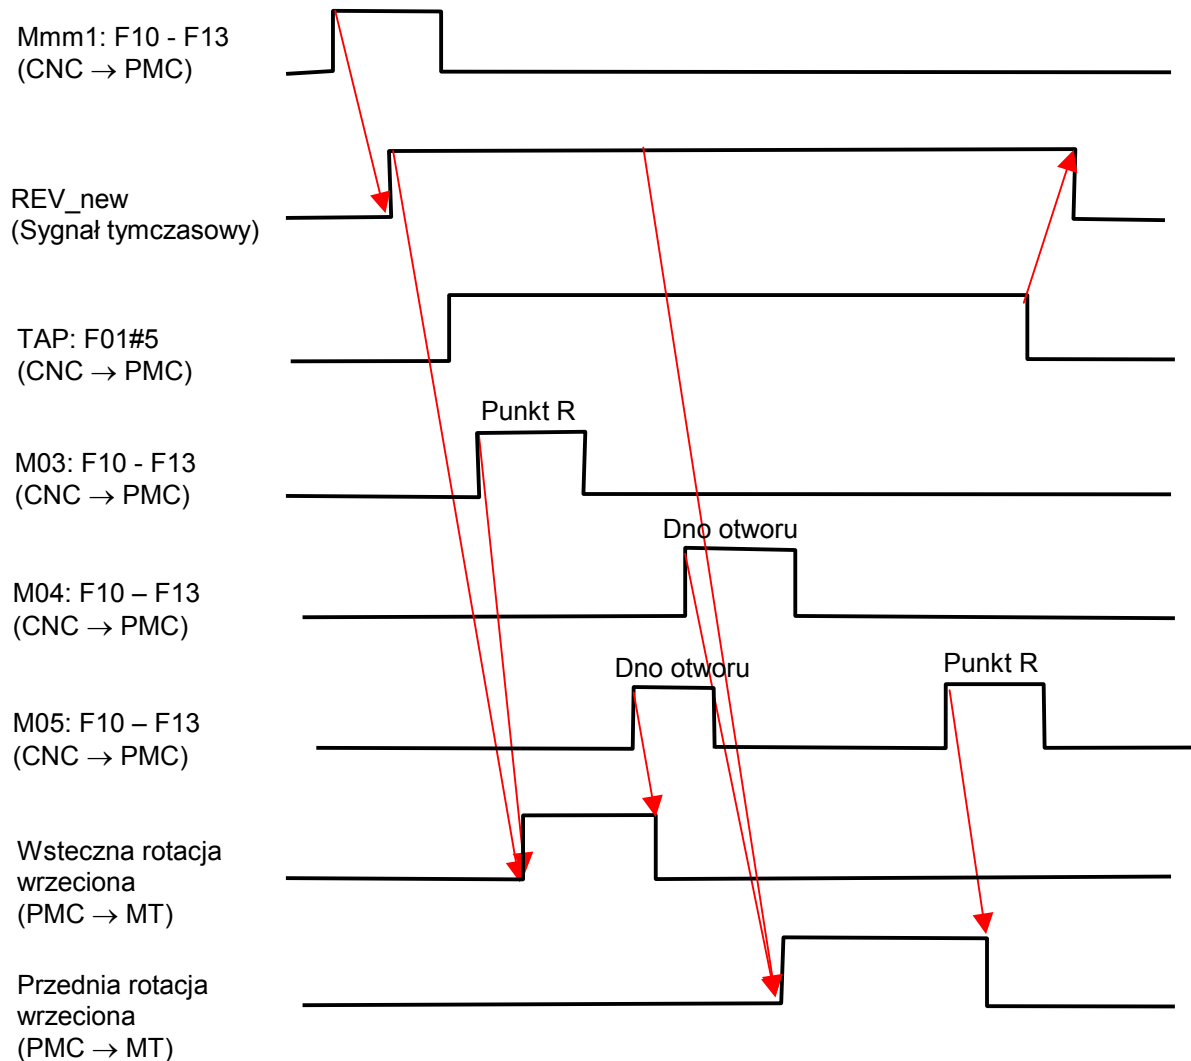 Mmm1: F10 - F13
(CNC → PMC)
REV_new
(Sygnał tymczasowy)
TAP: F01#5
(CNC → PMC)
Punkt R
M03: F10 - F13
(CNC → PMC)
Dno otworu
M04: F10 – F13
(CNC → PMC)
Dno otworu
Punkt R
M05: F10 – F13
(CNC → PMC)
Wsteczna rotacja
wrzeciona
(PMC → MT)
Przednia rotacja
wrzeciona
(PMC → MT)